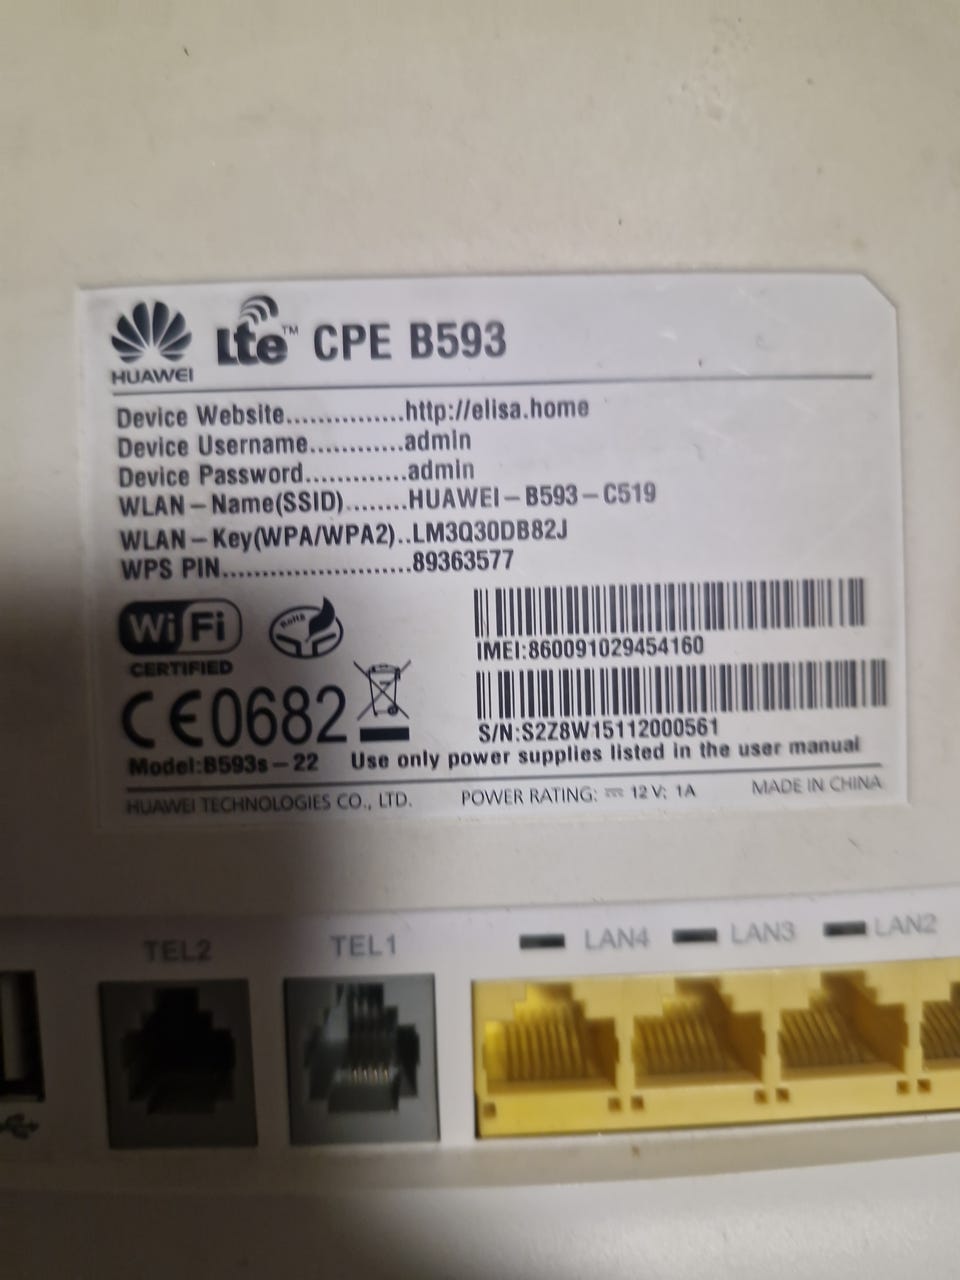 HUAWEI
Lte™ CPE B593
Device Website...............http://elisa.home
Device Username............admin
Device Password.............admin
WLAN-Name(SSID)........HUAWEI-B593-C519
WLAN-Key(WPA/WPA2)..LM3Q30DB82J
WPS PIN........................89363577
WiFi
CERTIFIED
RoHS
IMEI:860091029454160
CE0682
S/N:S2Z8W15112000561
Model:B593s-22 Use only power supplies listed in the user manual
HUAWEI TECHNOLOGIES CO., LTD. POWER RATING: ⎓ 12 V; 1A MADE IN CHINA
TEL2 TEL1 LAN4 LAN3 LAN2